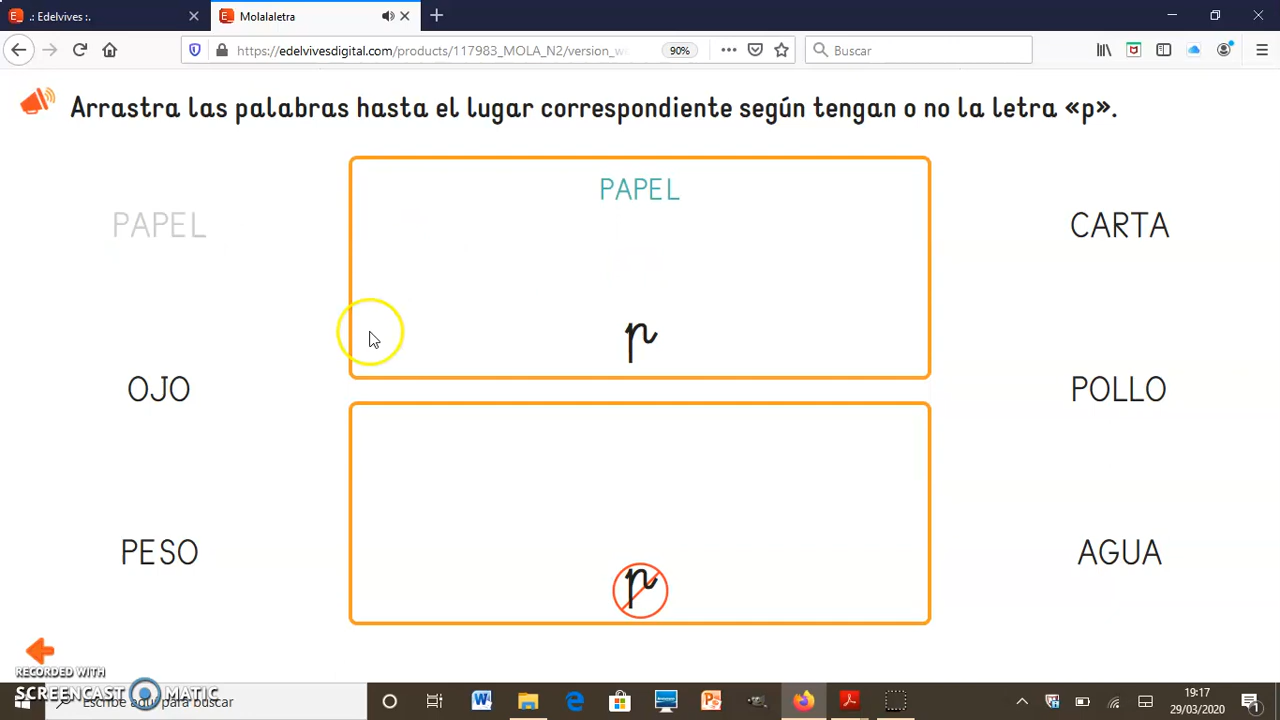 .: Edelvives :.
Molalaletra
https://edelvivesdigital.com/products/117983_MOLA_N2/version_w
90%
Buscar
Arrastra las palabras hasta el lugar correspondiente según tengan o no la letra «p».
PAPEL
PAPEL
CARTA
p
OJO
POLLO
PESO
p
AGUA
RECORDED WITH
SCREENCAST MATIC
Escribe aquí para buscar
19:17
29/03/2020
1